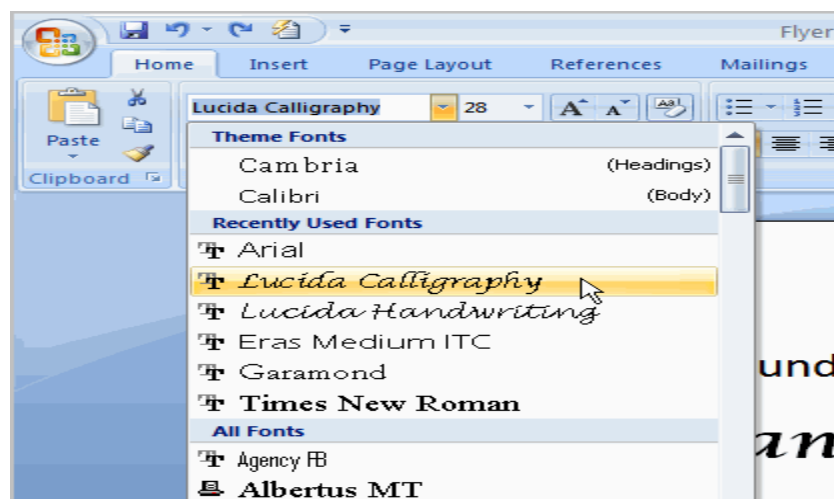 Flyer
Home Insert Page Layout References Mailings
Lucida Calligraphy 28 A A Aa
Paste
Clipboard
Theme Fonts
Cambria (Headings)
Calibri (Body)
Recently Used Fonts
Arial
Lucida Calligraphy
Lucida Handwriting
Eras Medium ITC
Garamond
Times New Roman
All Fonts
Agency FB
Albertus MT
und
an